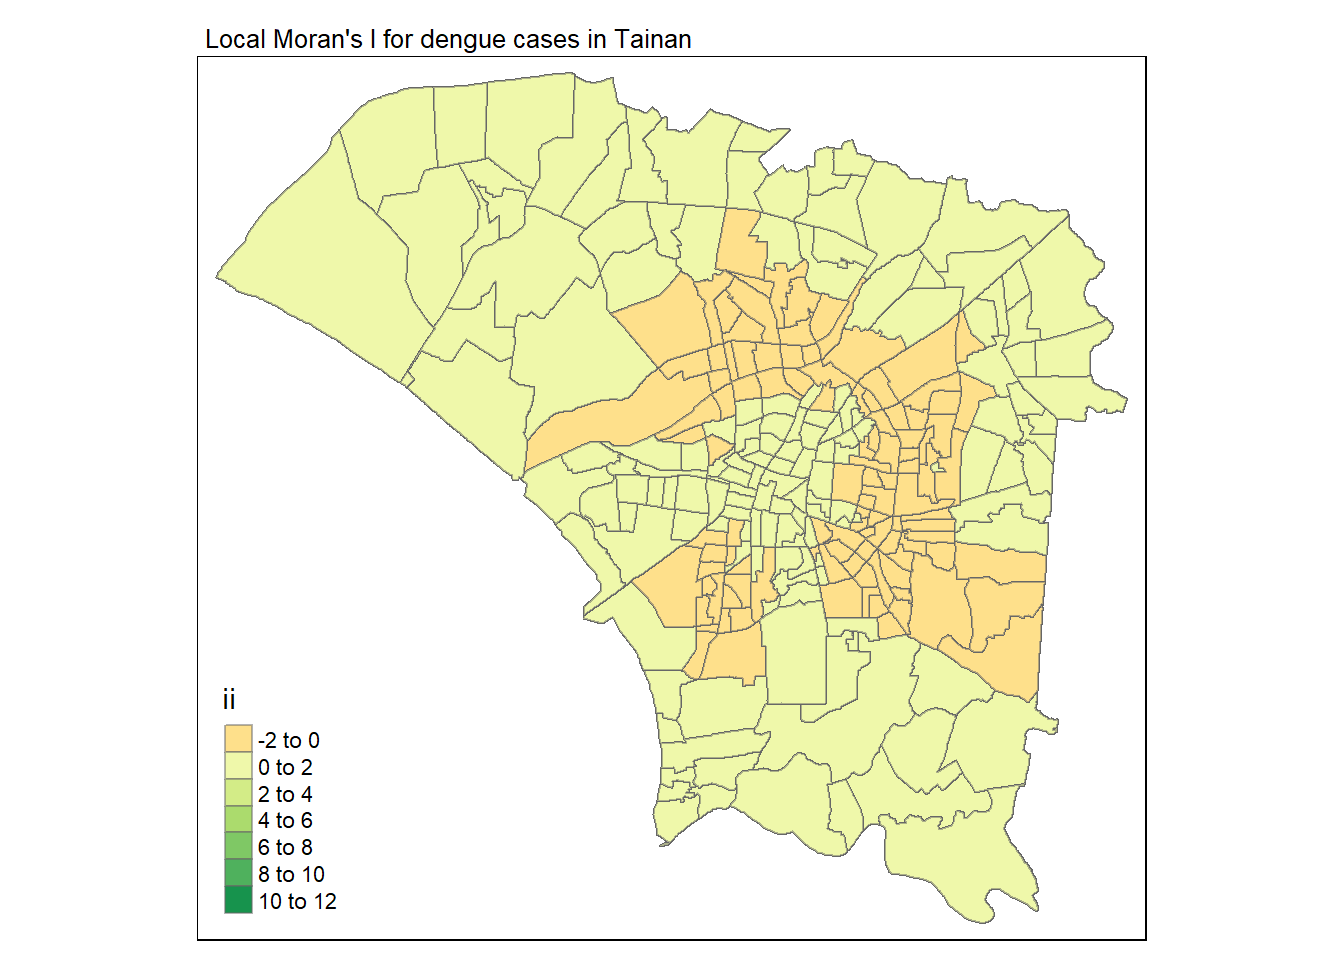 Local Moran's I for dengue cases in Tainan
ii
-2 to 0
0 to 2
2 to 4
4 to 6
6 to 8
8 to 10
10 to 12